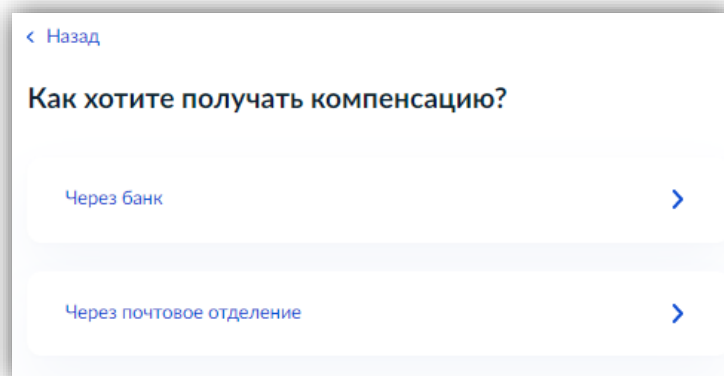 Назад
Как хотите получать компенсацию?
Через банк
Через почтовое отделение